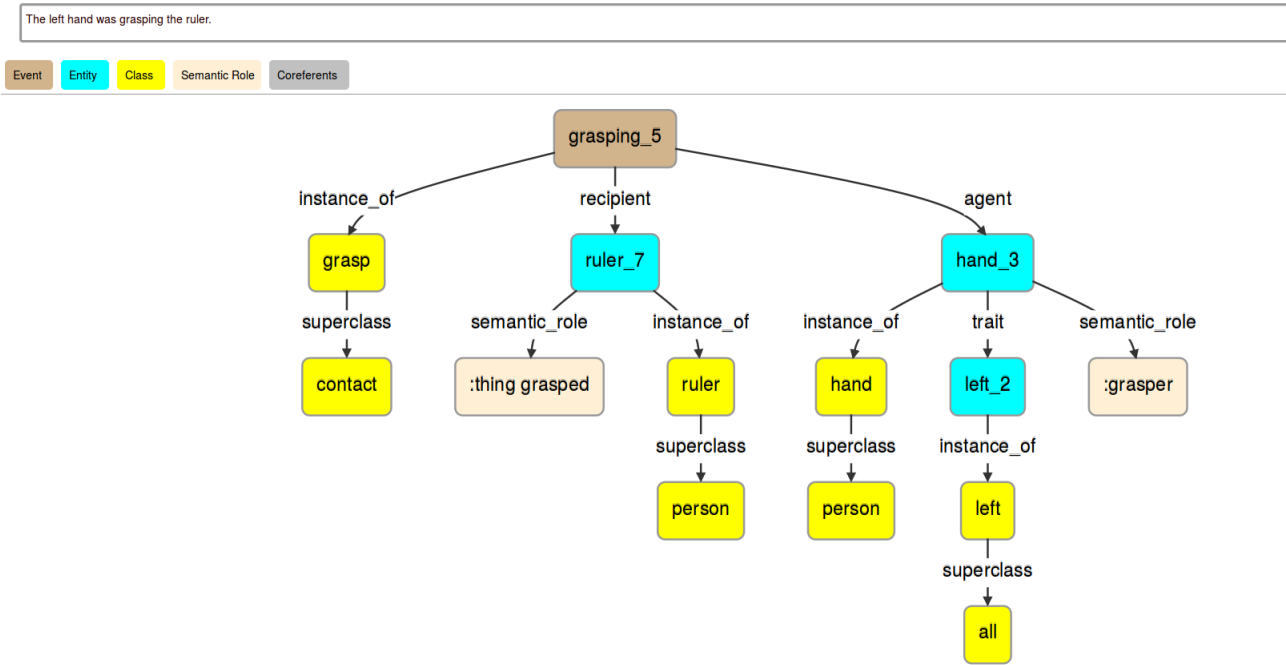 The left hand was grasping the ruler.
Event Entity Class Semantic Role Coreferents
grasping_5
instance_of recipient agent
grasp ruler_7 hand_3
superclass semantic_role instance_of instance_of trait semantic_role
contact :thing grasped ruler hand left_2 :grasper
superclass superclass instance_of
person person left
superclass
all